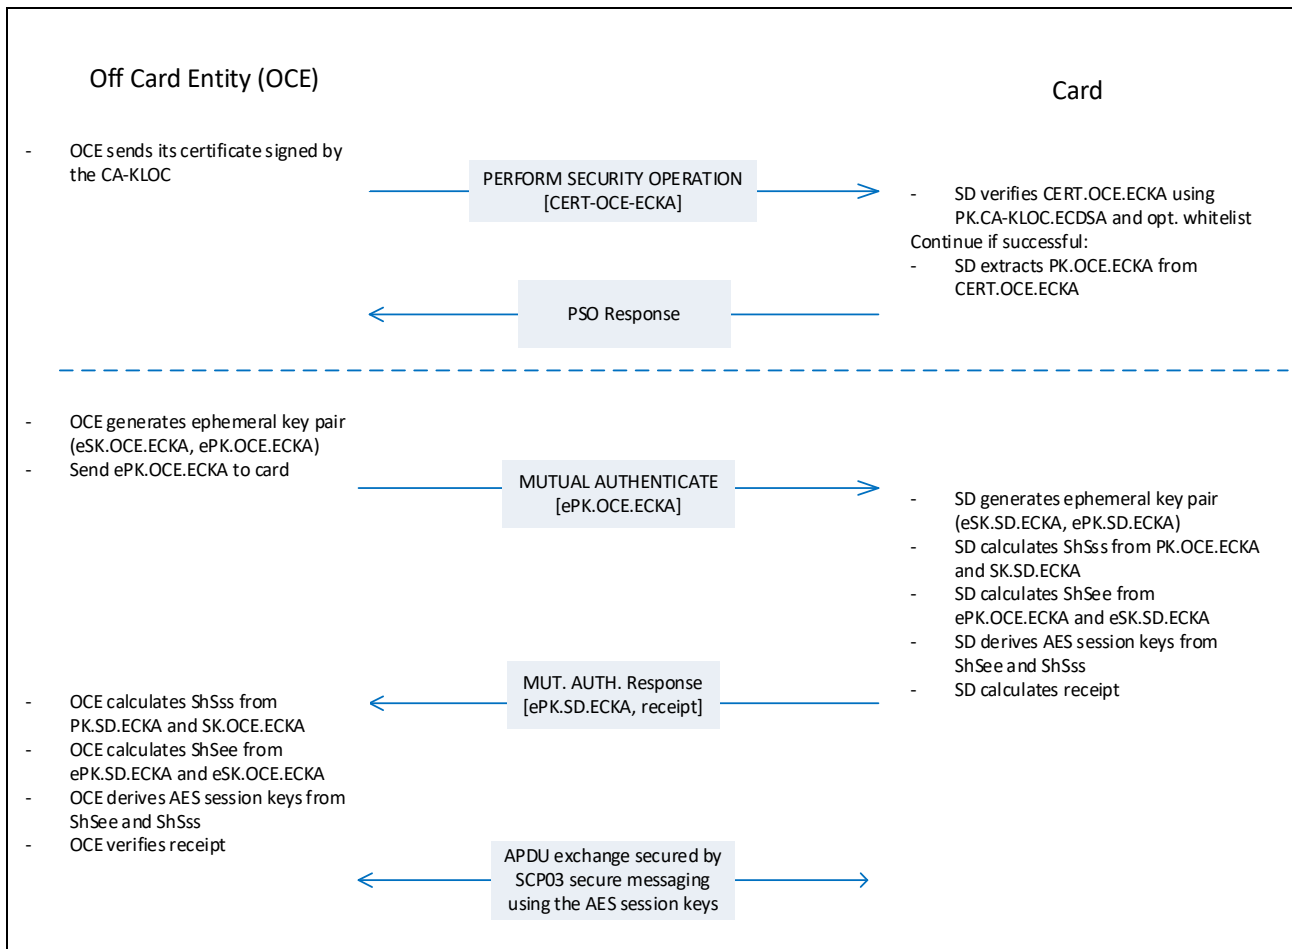 Off Card Entity (OCE)
Card
- OCE sends its certificate signed by
the CA-KLOC
PERFORM SECURITY OPERATION
[CERT-OCE-ECKA]
- SD verifies CERT.OCE.ECKA using
PK.CA-KLOC.ECDSA and opt. whitelist
Continue if successful:
- SD extracts PK.OCE.ECKA from
CERT.OCE.ECKA
PSO Response
- OCE generates ephemeral key pair
(eSK.OCE.ECKA, ePK.OCE.ECKA)
- Send ePK.OCE.ECKA to card
MUTUAL AUTHENTICATE
[ePK.OCE.ECKA]
- SD generates ephemeral key pair
(eSK.SD.ECKA, ePK.SD.ECKA)
- SD calculates ShSss from PK.OCE.ECKA
and SK.SD.ECKA
- SD calculates ShSee from
ePK.OCE.ECKA and eSK.SD.ECKA
- SD derives AES session keys from
ShSee and ShSss
- SD calculates receipt
MUT. AUTH. Response
[ePK.SD.ECKA, receipt]
- OCE calculates ShSss from
PK.SD.ECKA and SK.OCE.ECKA
- OCE calculates ShSee from
ePK.SD.ECKA and eSK.OCE.ECKA
- OCE derives AES session keys from
ShSee and ShSss
- OCE verifies receipt
APDU exchange secured by
SCP03 secure messaging
using the AES session keys